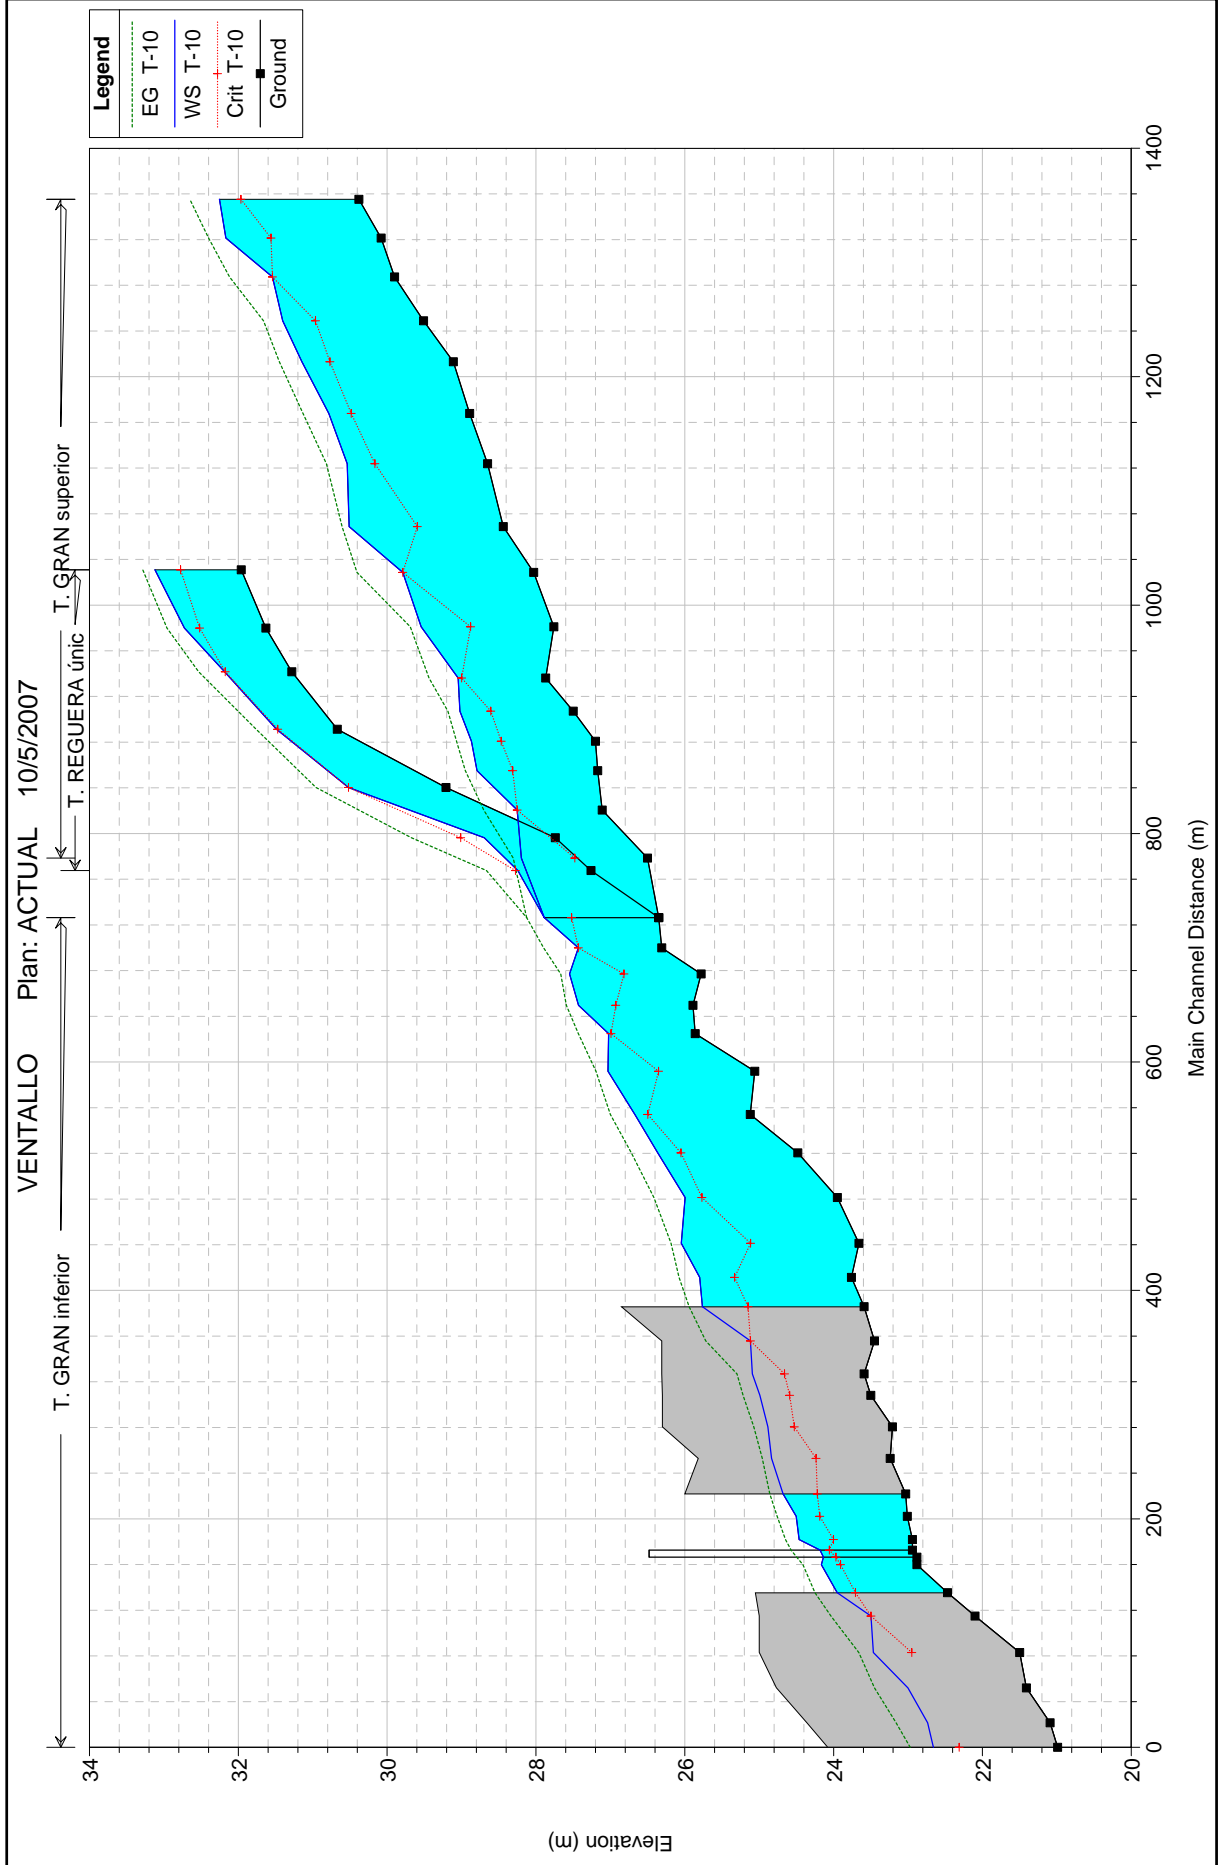 VENTALLO Plan: ACTUAL 10/5/2007
T. GRAN inferior
T. REGUERA únic
T. GRAN superior
Legend
EG T-10
WS T-10
Crit T-10
Ground
34
32
30
28
26
24
22
20
Elevation (m)
0
200
400
600
800
1000
1200
1400
Main Channel Distance (m)